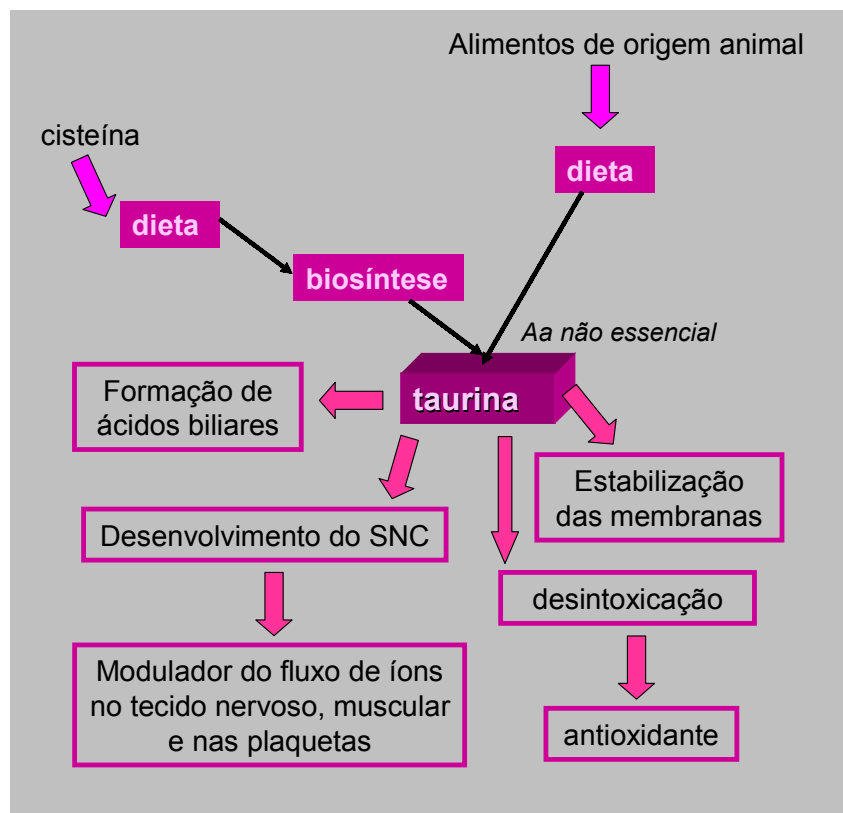 Alimentos de origem animal
cisteína
dieta
dieta
biosíntese
Aa não essencial
taurina
Formação de
ácidos biliares
Estabilização
das membranas
Desenvolvimento do SNC
desintoxicação
Modulador do fluxo de íons
no tecido nervoso, muscular
e nas plaquetas
antioxidante